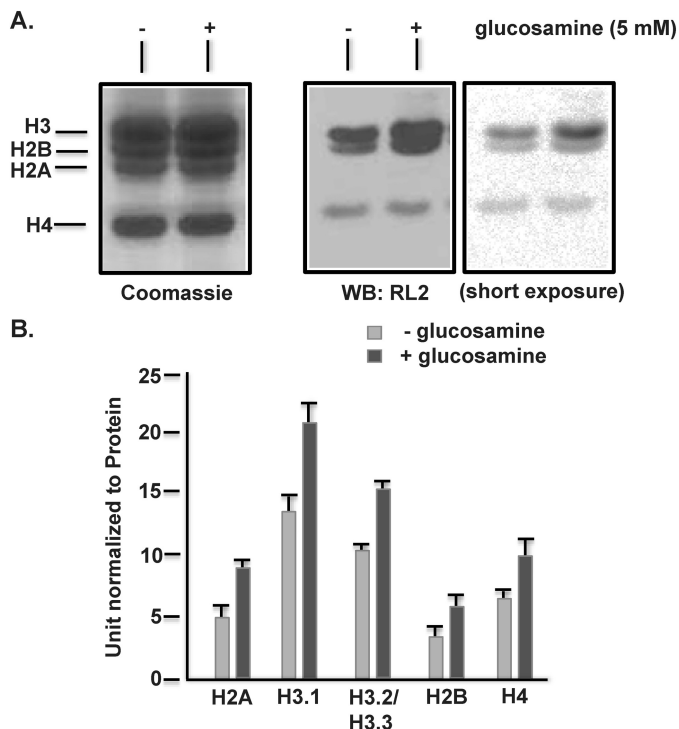 A.
- + - + glucosamine (5 mM)
H3
H2B
H2A
H4
Coomassie WB: RL2 (short exposure)
B.
- glucosamine
+ glucosamine
Unit normalized to Protein
25
20
15
10
5
0
H2A H3.1 H3.2/ H2B H4
H3.3